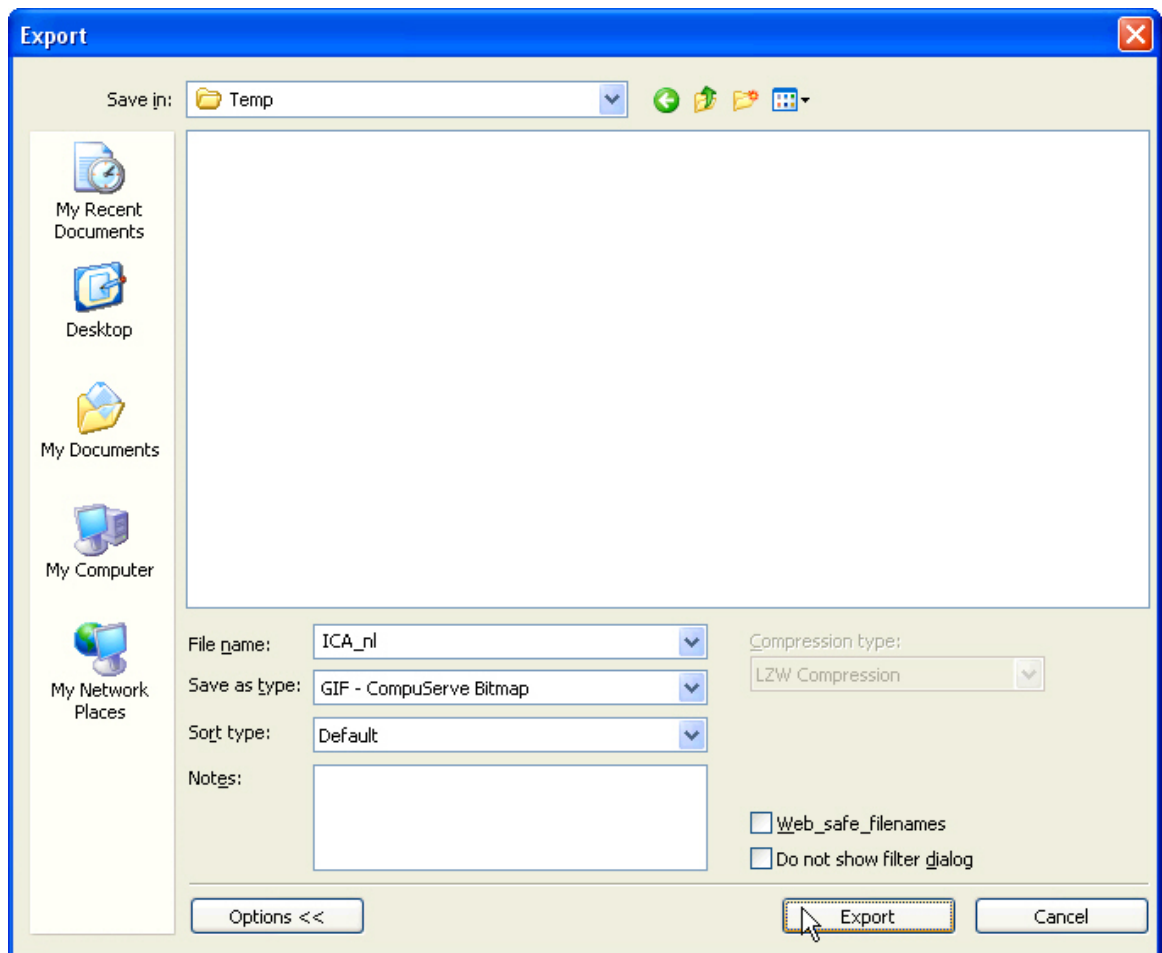 Export
Save in:
Temp
My Recent
Documents
Desktop
My Documents
My Computer
My Network
Places
File name:
ICA_nl
Save as type:
GIF - CompuServe Bitmap
Sort type:
Default
Notes:
Compression type:
LZW Compression
Web_safe_filenames
Do not show filter dialog
Options <<
Export
Cancel